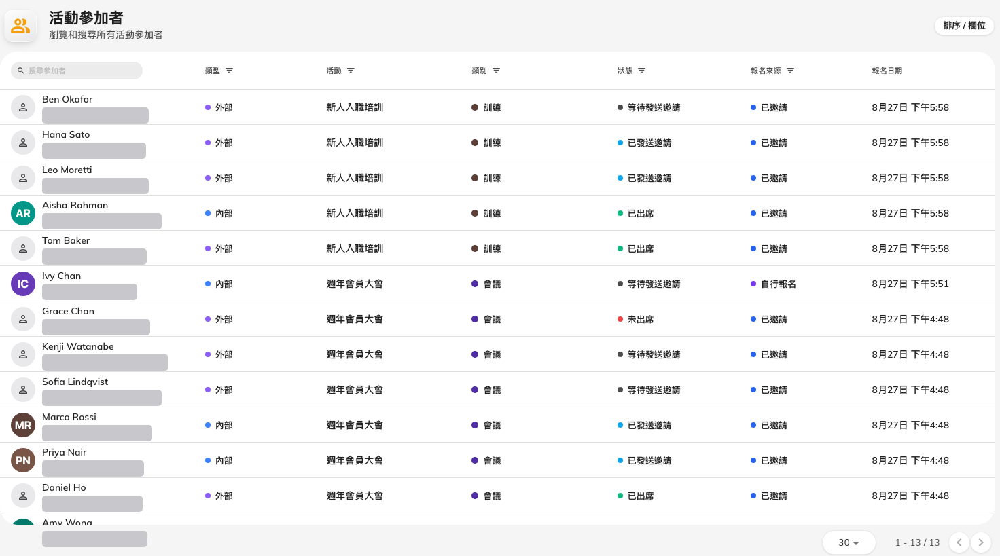 活動參加者
瀏覽和搜尋所有活動參加者
排序 / 欄位
搜尋參加者 類型 活動 類別 狀態 報名來源 報名日期
Ben Okafor 外部 新人入職培訓 訓練 等待發送邀請 已邀請 8月27日 下午5:58
Hana Sato 外部 新人入職培訓 訓練 已發送邀請 已邀請 8月27日 下午5:58
Leo Moretti 外部 新人入職培訓 訓練 已發送邀請 已邀請 8月27日 下午5:58
AR Aisha Rahman 內部 新人入職培訓 訓練 已出席 已邀請 8月27日 下午5:58
Tom Baker 外部 新人入職培訓 訓練 已出席 已邀請 8月27日 下午5:58
IC Ivy Chan 內部 週年會員大會 會議 等待發送邀請 自行報名 8月27日 下午5:51
Grace Chan 外部 週年會員大會 會議 未出席 已邀請 8月27日 下午4:48
Kenji Watanabe 外部 週年會員大會 會議 等待發送邀請 已邀請 8月27日 下午4:48
Sofia Lindqvist 外部 週年會員大會 會議 等待發送邀請 已邀請 8月27日 下午4:48
MR Marco Rossi 內部 週年會員大會 會議 已發送邀請 已邀請 8月27日 下午4:48
PN Priya Nair 內部 週年會員大會 會議 已發送邀請 已邀請 8月27日 下午4:48
Daniel Ho 外部 週年會員大會 會議 已出席 已邀請 8月27日 下午4:48
Amy Wong
30 1 - 13 / 13